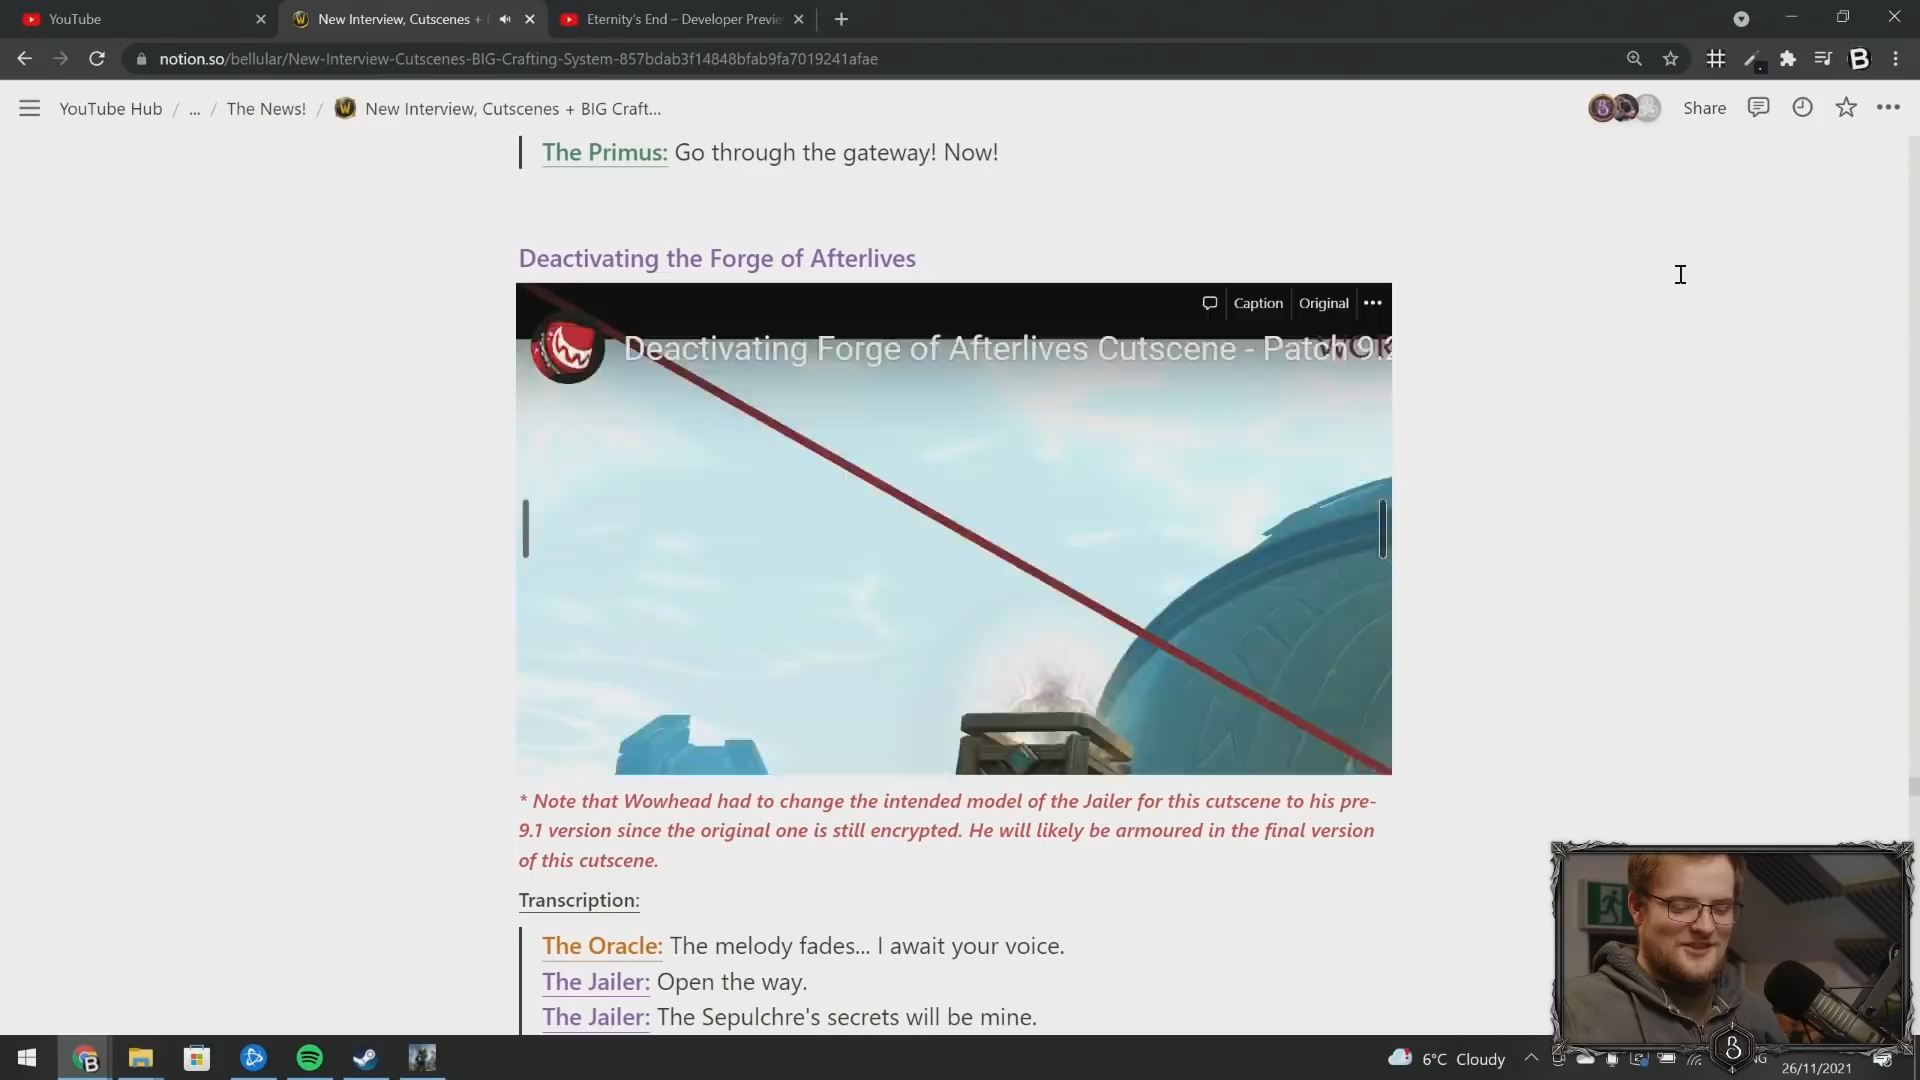 YouTube
New Interview, Cutscenes +
Eternity's End – Developer Previe
notion.so/bellular/New-Interview-Cutscenes-BIG-Crafting-System-857bdab3f14848bfab9fa7019241afae
YouTube Hub / ... / The News! / New Interview, Cutscenes + BIG Craft...
Share
The Primus: Go through the gateway! Now!
Deactivating the Forge of Afterlives
Caption Original
Deactivating Forge of Afterlives Cutscene - Patch 9.2
* Note that Wowhead had to change the intended model of the Jailer for this cutscene to his pre-
9.1 version since the original one is still encrypted. He will likely be armoured in the final version
of this cutscene.
Transcription:
The Oracle: The melody fades... I await your voice.
The Jailer: Open the way.
The Jailer: The Sepulchre's secrets will be mine.
6°C Cloudy
26/11/2021